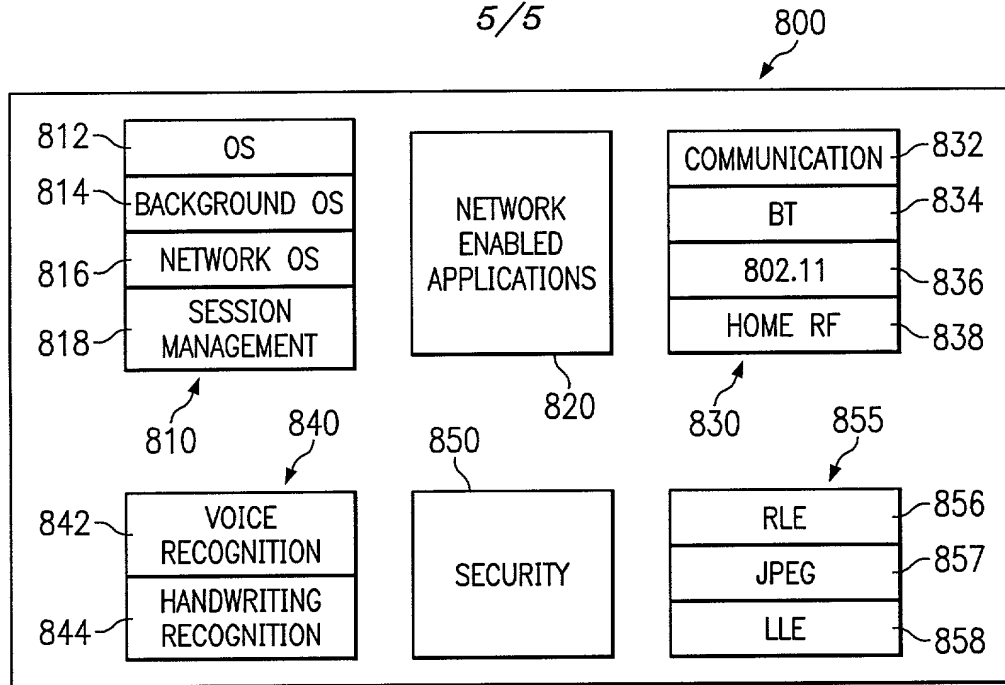 5/5
800
812
OS
814
BACKGROUND OS
816
NETWORK OS
818
SESSION
MANAGEMENT
810
NETWORK
ENABLED
APPLICATIONS
820
COMMUNICATION
832
BT
834
802.11
836
HOME RF
838
830
840
842
VOICE
RECOGNITION
844
HANDWRITING
RECOGNITION
850
SECURITY
855
RLE
856
JPEG
857
LLE
858